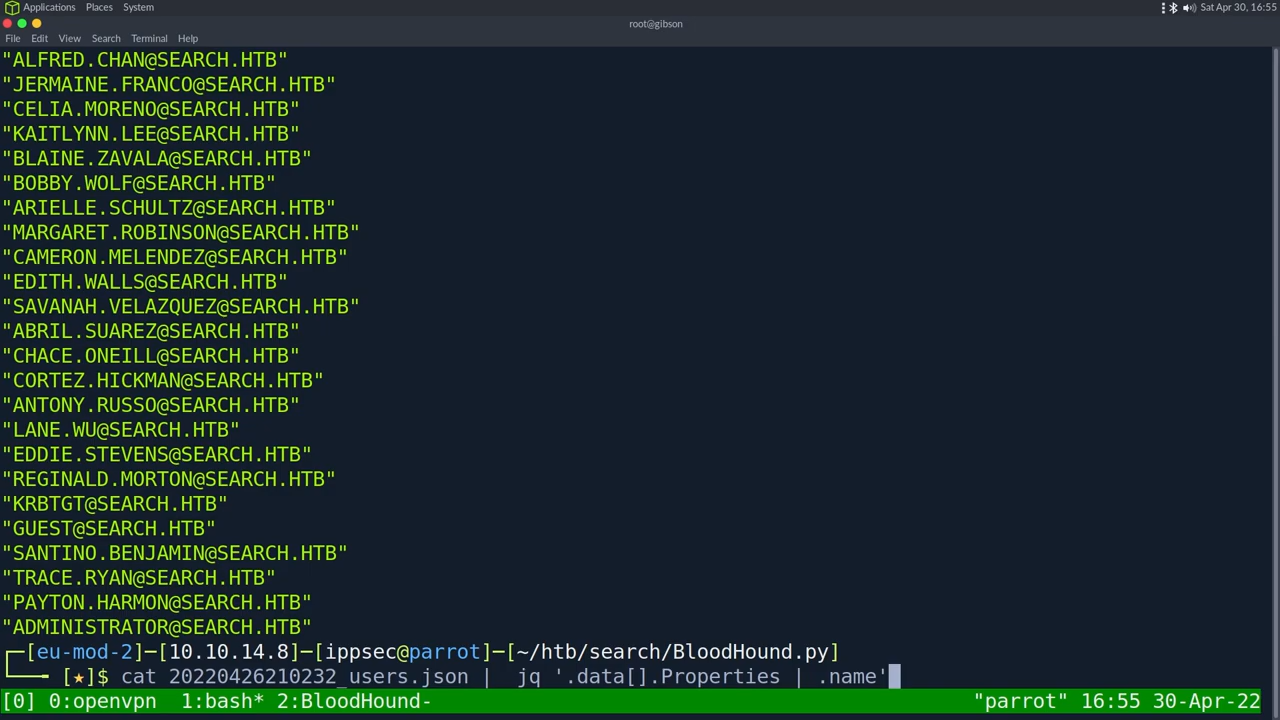 Applications Places System Sat Apr 30, 16:55
root@gibson
File Edit View Search Terminal Help
"ALFRED.CHAN@SEARCH.HTB"
"JERMAINE.FRANCO@SEARCH.HTB"
"CELIA.MORENO@SEARCH.HTB"
"KAITLYNN.LEE@SEARCH.HTB"
"BLAINE.ZAVALA@SEARCH.HTB"
"BOBBY.WOLF@SEARCH.HTB"
"ARIELLE.SCHULTZ@SEARCH.HTB"
"MARGARET.ROBINSON@SEARCH.HTB"
"CAMERON.MELENDEZ@SEARCH.HTB"
"EDITH.WALLS@SEARCH.HTB"
"SAVANAH.VELAZQUEZ@SEARCH.HTB"
"ABRIL.SUAREZ@SEARCH.HTB"
"CHACE.ONEILL@SEARCH.HTB"
"CORTEZ.HICKMAN@SEARCH.HTB"
"ANTONY.RUSSO@SEARCH.HTB"
"LANE.WU@SEARCH.HTB"
"EDDIE.STEVENS@SEARCH.HTB"
"REGINALD.MORTON@SEARCH.HTB"
"KRBTGT@SEARCH.HTB"
"GUEST@SEARCH.HTB"
"SANTINO.BENJAMIN@SEARCH.HTB"
"TRACE.RYAN@SEARCH.HTB"
"PAYTON.HARMON@SEARCH.HTB"
"ADMINISTRATOR@SEARCH.HTB"
┌─[eu-mod-2]─[10.10.14.8]─[ippsec@parrot]─[~/htb/search/BloodHound.py]
└──╼ [★]$ cat 20220426210232_users.json |  jq '.data[].Properties | .name'
[0] 0:openvpn  1:bash* 2:BloodHound- "parrot" 16:55 30-Apr-22